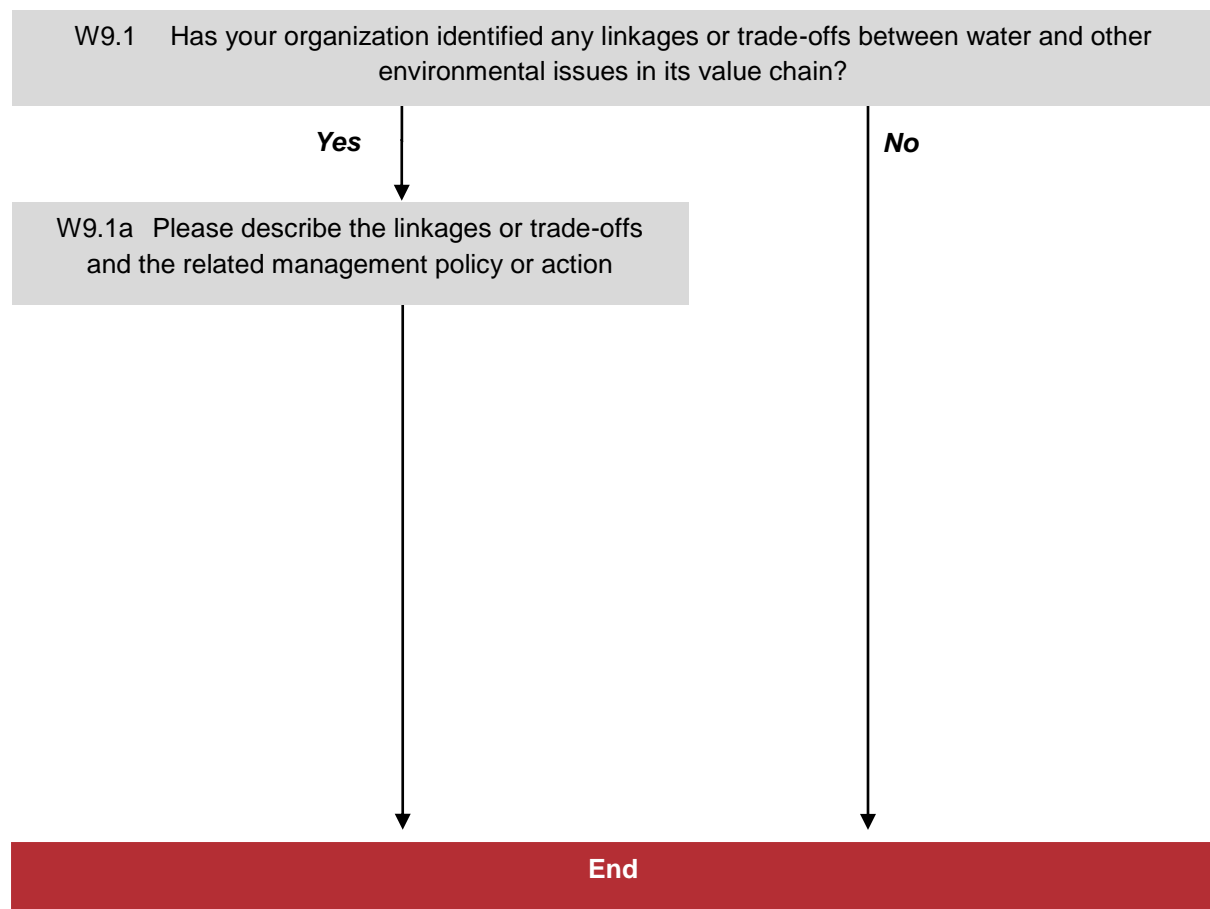 W9.1 Has your organization identified any linkages or trade-offs between water and other
environmental issues in its value chain?
Yes
No
W9.1a Please describe the linkages or trade-offs
and the related management policy or action
End